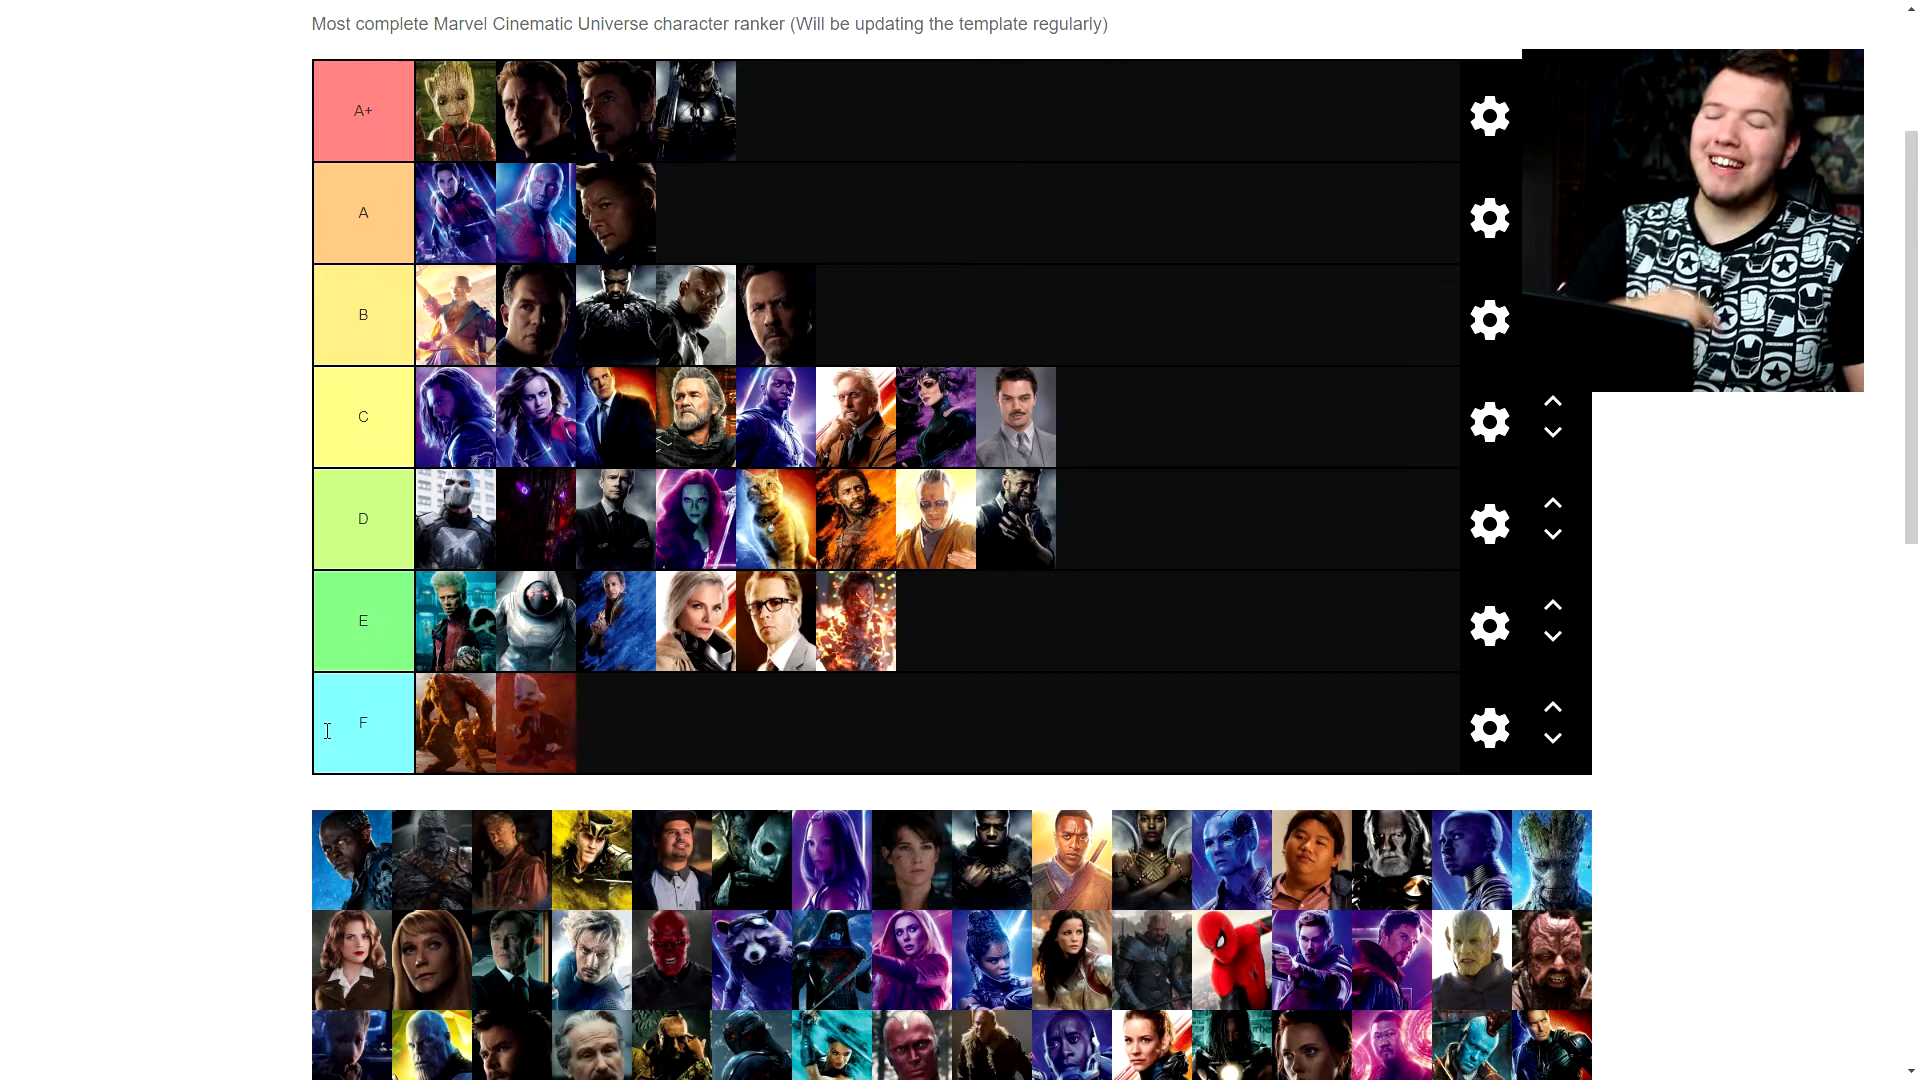 Most complete Marvel Cinematic Universe character ranker (Will be updating the template regularly)
A+
A
B
C
D
E
F